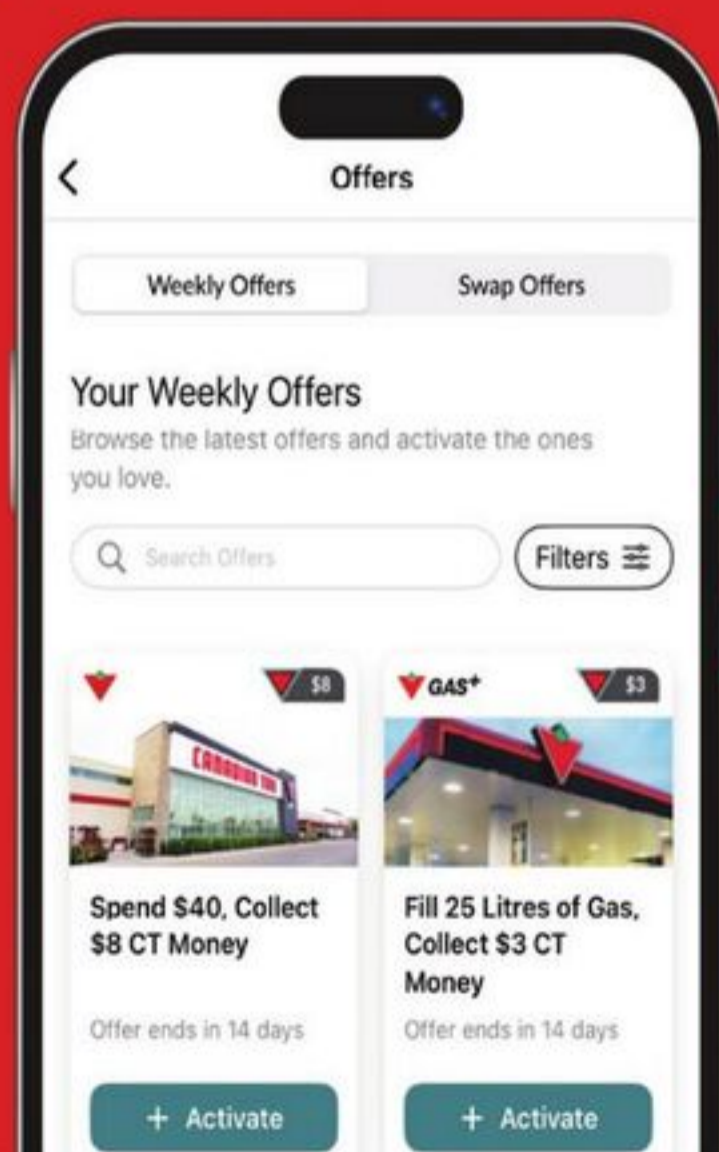 Offers
Weekly Offers
Swap Offers
Your Weekly Offers
Browse the latest offers and activate the ones
you love.
Search Offers
Filters
$8
CANADIAN TIRE
Spend $40, Collect
$8 CT Money
Offer ends in 14 days
+ Activate
GAS+
$3
Fill 25 Litres of Gas,
Collect $3 CT
Money
Offer ends in 14 days
+ Activate